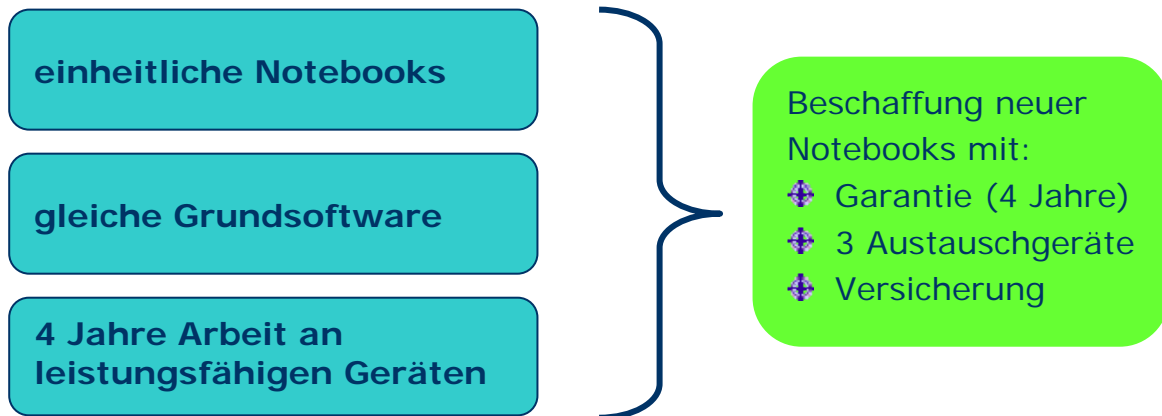 einheitliche Notebooks
gleiche Grundsoftware
4 Jahre Arbeit an
leistungsfähigen Geräten
Beschaffung neuer
Notebooks mit:
Garantie (4 Jahre)
3 Austauschgeräte
Versicherung